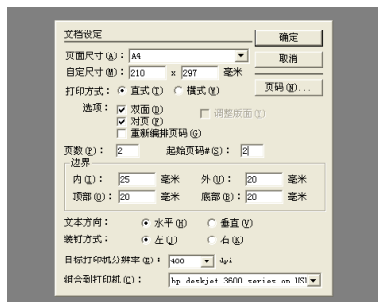 文档设定
确定
页面尺寸(A): A4
取消
自定尺寸(M): 210 x 297 毫米
打印方式: 直式(T) 横式(W)
页码(N)...
选项: 双面(D) 调整版面(I)
对页(F)
重新编排页码(G)
页数(P): 2 起始页码#(S): 2
边界
内(I): 25 毫米 外(U): 20 毫米
顶部(O): 20 毫米 底部(B): 20 毫米
文本方向: 水平(H) 垂直(V)
装钉方式: 左(J) 右(K)
目标打印机分辨率(E): 400 dpi
组合到打印机(C): hp deskjet 3600 series on USI